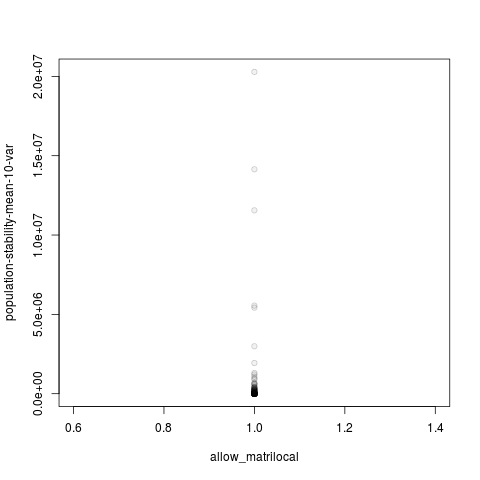 population-stability-mean-10-var
2.0e+07
1.5e+07
1.0e+07
5.0e+06
0.0e+00
0.6 0.8 1.0 1.2 1.4
allow_matrilocal